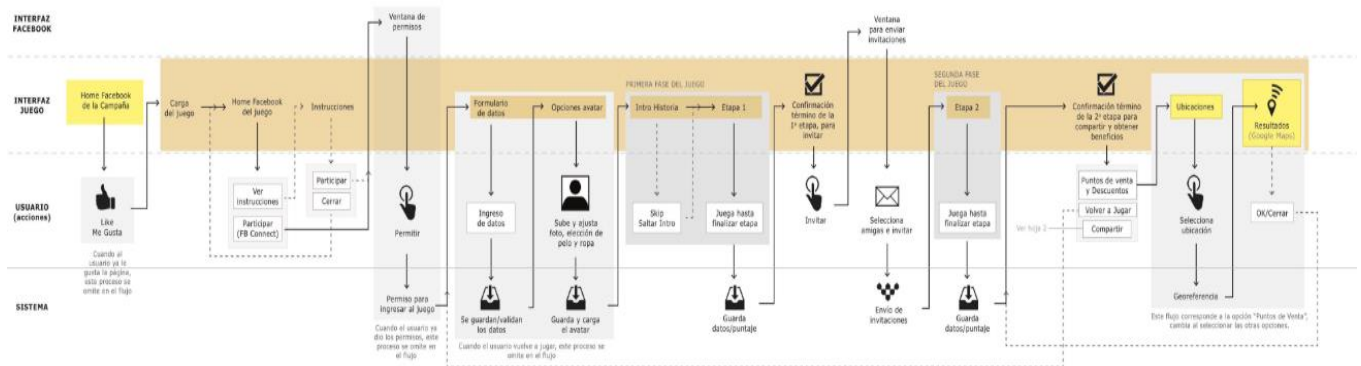 INTERFAZ
FACEBOOK
Ventana de
permisos
Ventana
para enviar
invitaciones
INTERFAZ
JUEGO
Home Facebook
de la Campaña
Carga
del juego
Home Facebook
del juego
Instrucciones
Formulario
de datos
Opciones avatar
PRIMERA FASE DEL JUEGO
Intro Historia
Etapa 1
Confirmación
término de la
1ª etapa, para
invitar
SEGUNDA FASE
DEL JUEGO
Etapa 2
Confirmación término
de la 2ª etapa para
compartir y obtener
beneficios
Ubicaciones
Resultados
(Google Maps)
USUARIO
(acciones)
Like
Me Gusta
Cuando al
usuario ya le
gusta la página,
este proceso se
omite en el flujo
Ver
instrucciones
Participar
(FB Connect)
Participar
Cerrar
Permitir
Ingreso
de datos
Sube y ajusta
foto, elección de
pelo y ropa
Skip
Saltar Intro
Juega hasta
finalizar etapa
Invitar
Selecciona
amigas e invitar
Juega hasta
finalizar etapa
Ver hoja 2
Puntos de venta
y Descuentos
Volver a Jugar
Compartir
Selecciona
ubicación
OK/Cerrar
SISTEMA
Permiso para
ingresar al juego
Cuando el usuario ya
dio los permisos, este
proceso se omite en
el flujo
Se guardan/validan
los datos
Guarda y carga
el avatar
Cuando el usuario vuelve a jugar, este proceso se
omite en el flujo
Guarda
datos/puntaje
Envío de
invitaciones
Guarda
datos/puntaje
Georeferencia
Este flujo corresponde a la opción "Puntos de Venta",
cambia al seleccionar las otras opciones.